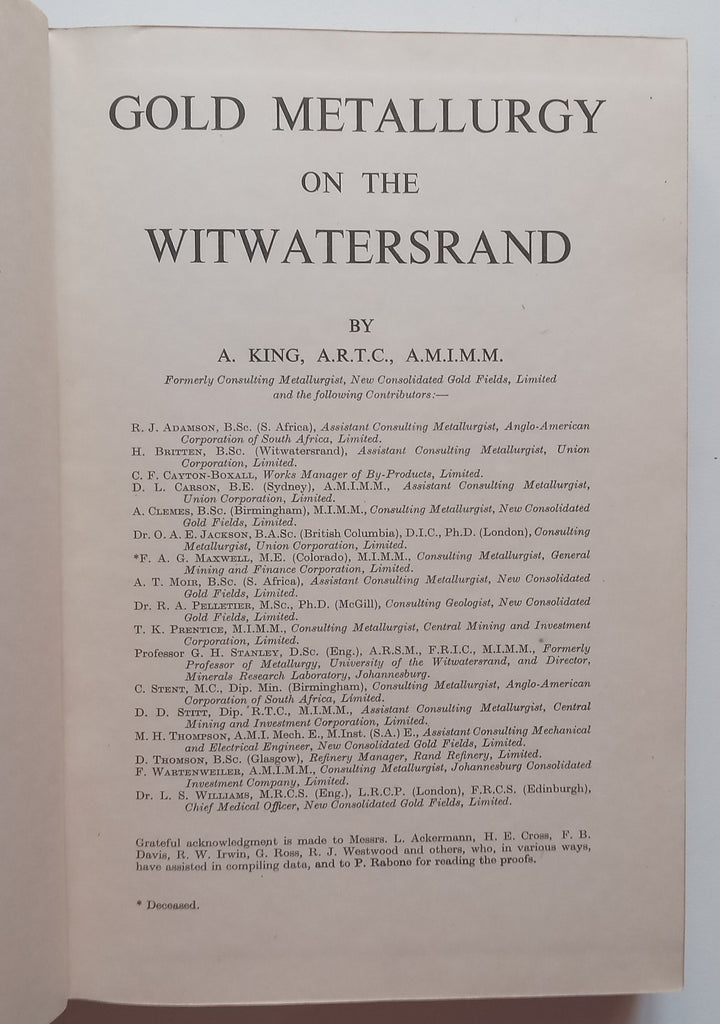 GOLD METALLURGY
ON THE
WITWATERSRAND
BY
A. KING, A.R.T.C., A.M.I.M.M.
Formerly Consulting Metallurgist, New Consolidated Gold Fields, Limited
and the following Contributors:—
R. J. ADAMSON, B.Sc. (S. Africa), Assistant Consulting Metallurgist, Anglo-American
Corporation of South Africa, Limited.
H. BRITTEN, B.Sc. (Witwatersrand), Assistant Consulting Metallurgist, Union
Corporation, Limited.
C. F. CAYTON-BOXALL, Works Manager of By-Products, Limited.
D. L. CARSON, B.E. (Sydney), A.M.I.M.M., Assistant Consulting Metallurgist,
Union Corporation, Limited.
A. CLEMES, B.Sc. (Birmingham), M.I.M.M., Consulting Metallurgist, New Consolidated
Gold Fields, Limited.
Dr. O. A. E. JACKSON, B.A.Sc. (British Columbia), D.I.C., Ph.D. (London), Consulting
Metallurgist, Union Corporation, Limited.
*F. A. G. MAXWELL, M.E. (Colorado), M.I.M.M., Consulting Metallurgist, General
Mining and Finance Corporation, Limited.
A. T. MOIR, B.Sc. (S. Africa), Assistant Consulting Metallurgist, New Consolidated
Gold Fields, Limited.
Dr. R. A. PELLETIER, M.Sc., Ph.D. (McGill), Consulting Geologist, New Consolidated
Gold Fields, Limited.
T. K. PRENTICE, M.I.M.M., Consulting Metallurgist, Central Mining and Investment
Corporation, Limited.
Professor G. H. STANLEY, D.Sc. (Eng.), A.R.S.M., F.R.I.C., M.I.M.M., Formerly
Professor of Metallurgy, University of the Witwatersrand, and Director,
Minerals Research Laboratory, Johannesburg.
C. STENT, M.C., Dip. Min. (Birmingham), Consulting Metallurgist, Anglo-American
Corporation of South Africa, Limited.
D. D. STITT, Dip. R.T.C., M.I.M.M., Assistant Consulting Metallurgist, Central
Mining and Investment Corporation, Limited.
M. H. THOMPSON, A.M.I. Mech. E., M.Inst. (S.A.) E., Assistant Consulting Mechanical
and Electrical Engineer, New Consolidated Gold Fields, Limited.
D. THOMSON, B.Sc. (Glasgow), Refinery Manager, Rand Refinery, Limited.
F. WARTENWEILER, A.M.I.M.M., Consulting Metallurgist, Johannesburg Consolidated
Investment Company, Limited.
Dr. L. S. WILLIAMS, M.R.C.S. (Eng.), L.R.C.P. (London), F.R.C.S. (Edinburgh),
Chief Medical Officer, New Consolidated Gold Fields, Limited.
Grateful acknowledgment is made to Messrs. L. Ackermann, H. E. Cross, F. B.
Davis, R. W. Irwin, G. Ross, R. J. Westwood and others, who, in various ways,
have assisted in compiling data, and to P. Rabone for reading the proofs.
* Deceased.